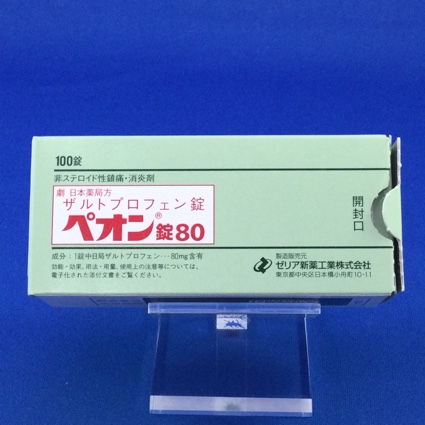 100錠
非ステロイド性鎮痛・消炎剤
劇 日本薬局方
ザルトプロフェン錠
ペオン®錠80
成分：1錠中日局ザルトプロフェン…80mg含有
効能・効果、用法・用量、使用上の注意等については、
電子化された添付文書をご覧ください。
開封口
製造販売元
ゼリア新薬工業株式会社
東京都中央区日本橋小舟町10-11